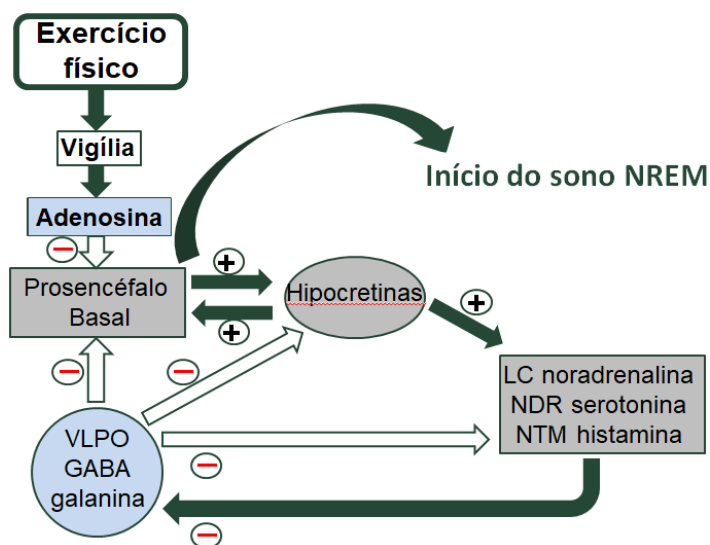 Exercício
físico
Vigília
Início do sono NREM
Adenosina
−
+
Prosencéfalo
Basal
Hipocretinas
+
+
−
−
LC noradrenalina
NDR serotonina
NTM histamina
VLPO
GABA
galanina
−
−